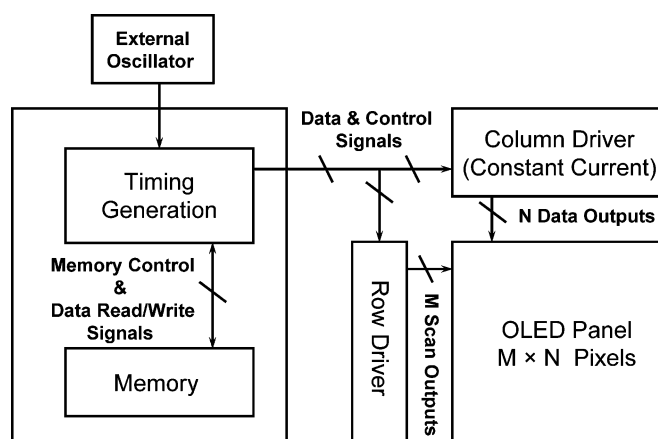 External
Oscillator
Data & Control
Signals
Column Driver
(Constant Current)
Timing
Generation
N Data Outputs
Memory Control
&
Data Read/Write
Signals
Row Driver
M Scan Outputs
OLED Panel
M × N Pixels
Memory